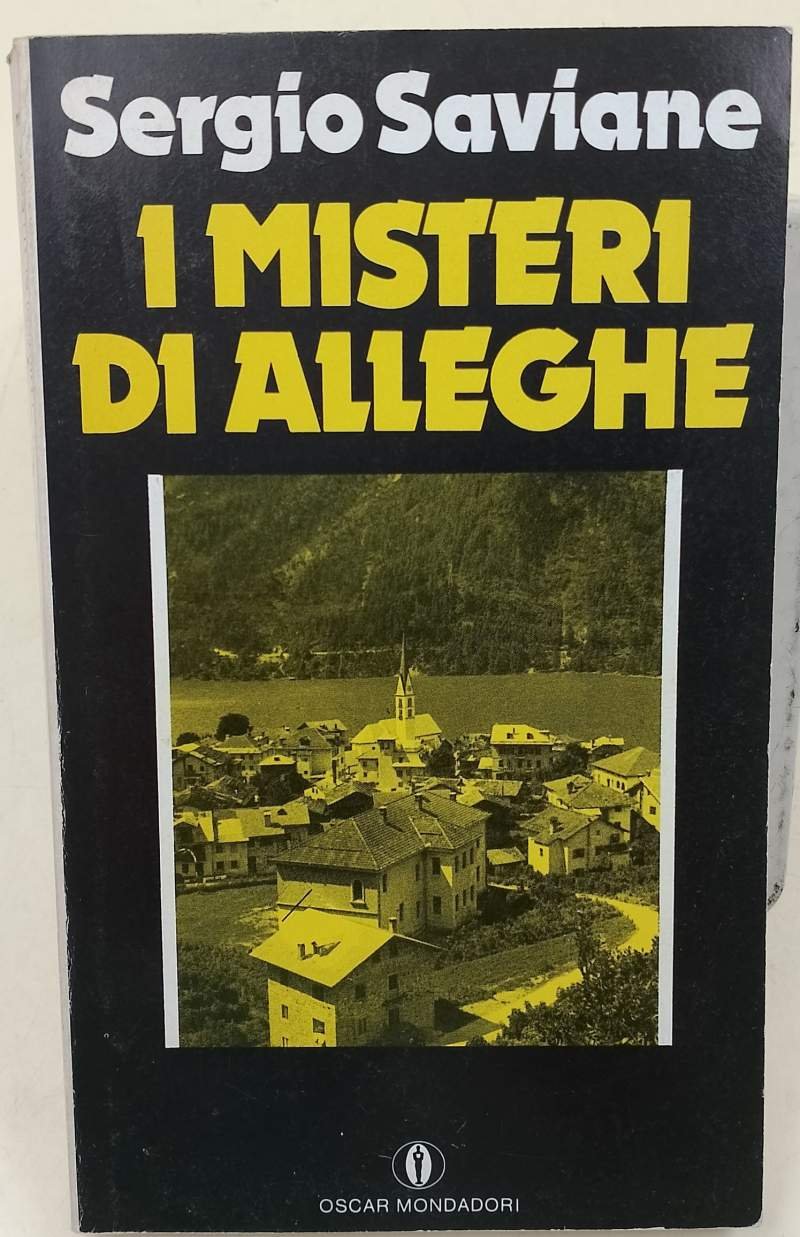 Sergio Saviane
I MISTERI
DI ALLEGHE
OSCAR MONDADORI